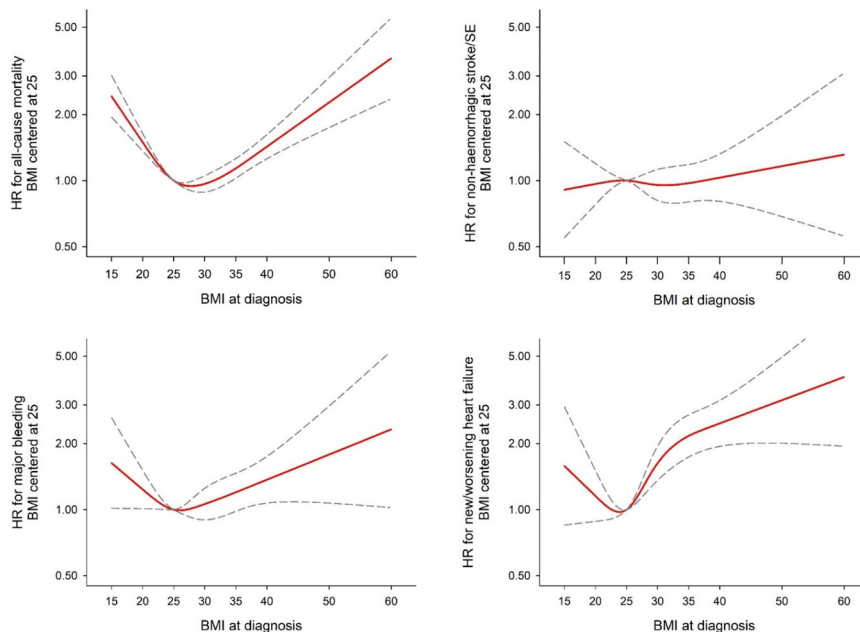 HR for all-cause mortality
BMI centered at 25
5.00
3.00
2.00
1.00
0.50
15 20 25 30 35 40 50 60
BMI at diagnosis
HR for non-haemorrhagic stroke/SE
BMI centered at 25
5.00
3.00
2.00
1.00
0.50
15 20 25 30 35 40 50 60
BMI at diagnosis
HR for major bleeding
BMI centered at 25
5.00
3.00
2.00
1.00
0.50
15 20 25 30 35 40 50 60
BMI at diagnosis
HR for new/worsening heart failure
BMI centered at 25
5.00
3.00
2.00
1.00
0.50
15 20 25 30 35 40 50 60
BMI at diagnosis